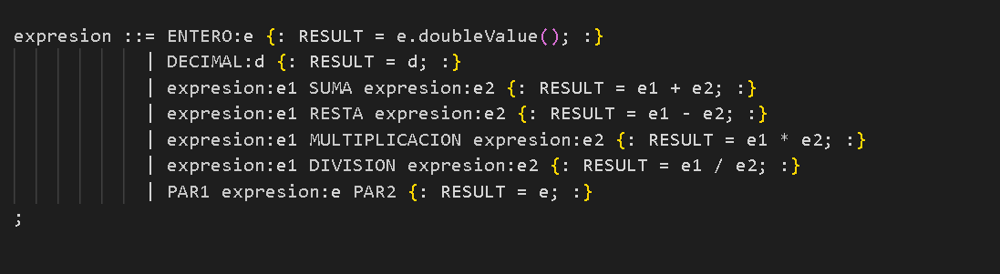 expresion ::= ENTERO:e {: RESULT = e.doubleValue(); :}
| DECIMAL:d {: RESULT = d; :}
| expresion:e1 SUMA expresion:e2 {: RESULT = e1 + e2; :}
| expresion:e1 RESTA expresion:e2 {: RESULT = e1 - e2; :}
| expresion:e1 MULTIPLICACION expresion:e2 {: RESULT = e1 * e2; :}
| expresion:e1 DIVISION expresion:e2 {: RESULT = e1 / e2; :}
| PAR1 expresion:e PAR2 {: RESULT = e; :}
;